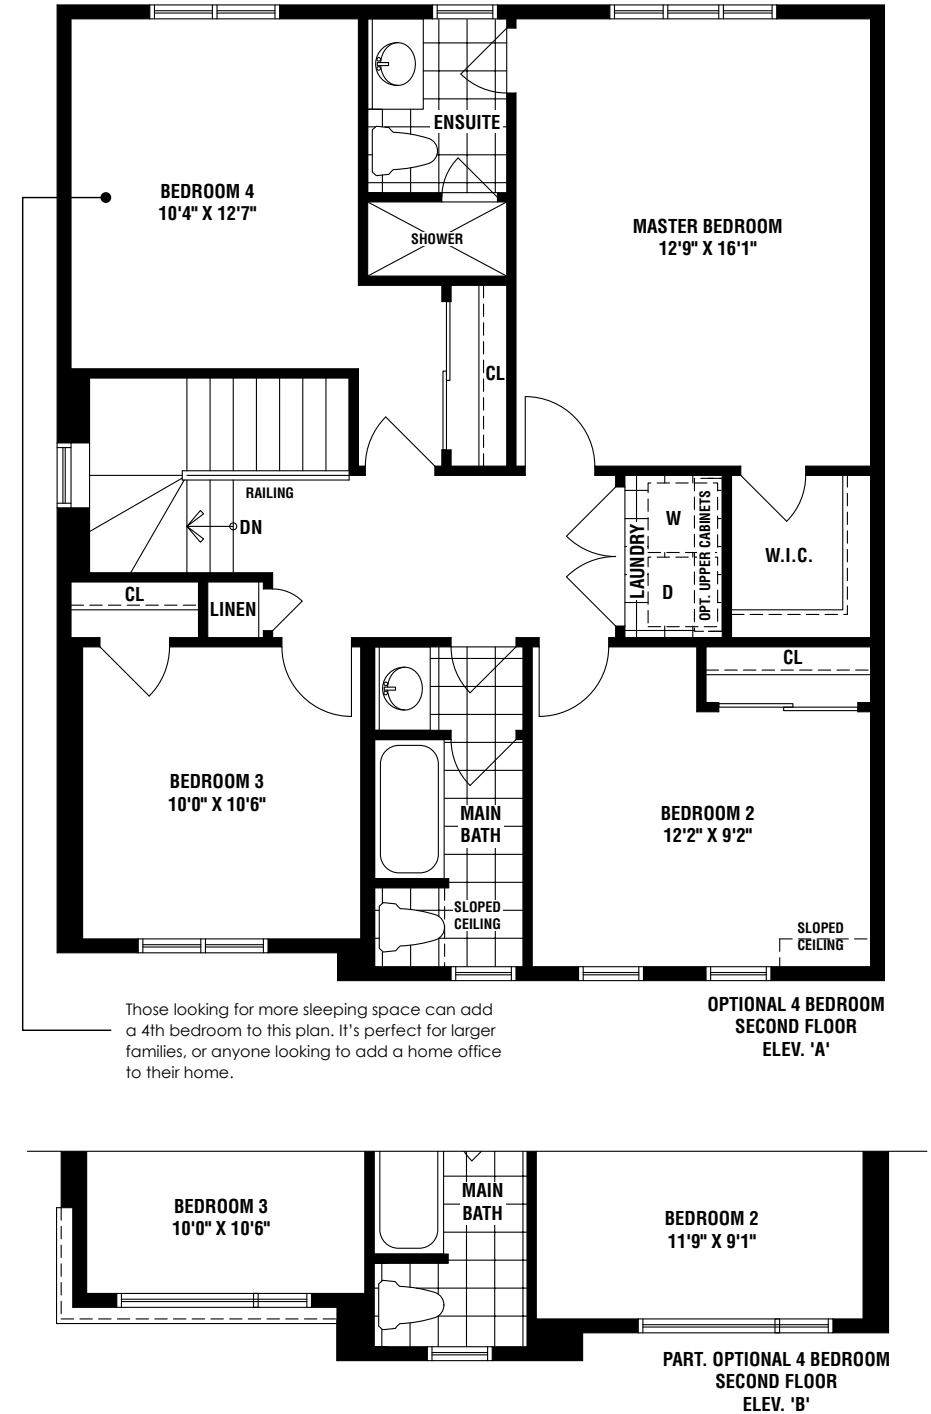 ENSUITE
BEDROOM 4
10'4" X 12'7"
MASTER BEDROOM
12'9" X 16'1"
SHOWER
CL
RAILING
DN
LAUNDRY
W
D
OPT. UPPER CABINETS
W.I.C.
CL
LINEN
CL
BEDROOM 3
10'0" X 10'6"
MAIN
BATH
BEDROOM 2
12'2" X 9'2"
SLOPED
CEILING
SLOPED
CEILING
Those looking for more sleeping space can add
a 4th bedroom to this plan. It's perfect for larger
families, or anyone looking to add a home office
to their home.
OPTIONAL 4 BEDROOM
SECOND FLOOR
ELEV. 'A'
MAIN
BATH
BEDROOM 3
10'0" X 10'6"
BEDROOM 2
11'9" X 9'1"
PART. OPTIONAL 4 BEDROOM
SECOND FLOOR
ELEV. 'B'